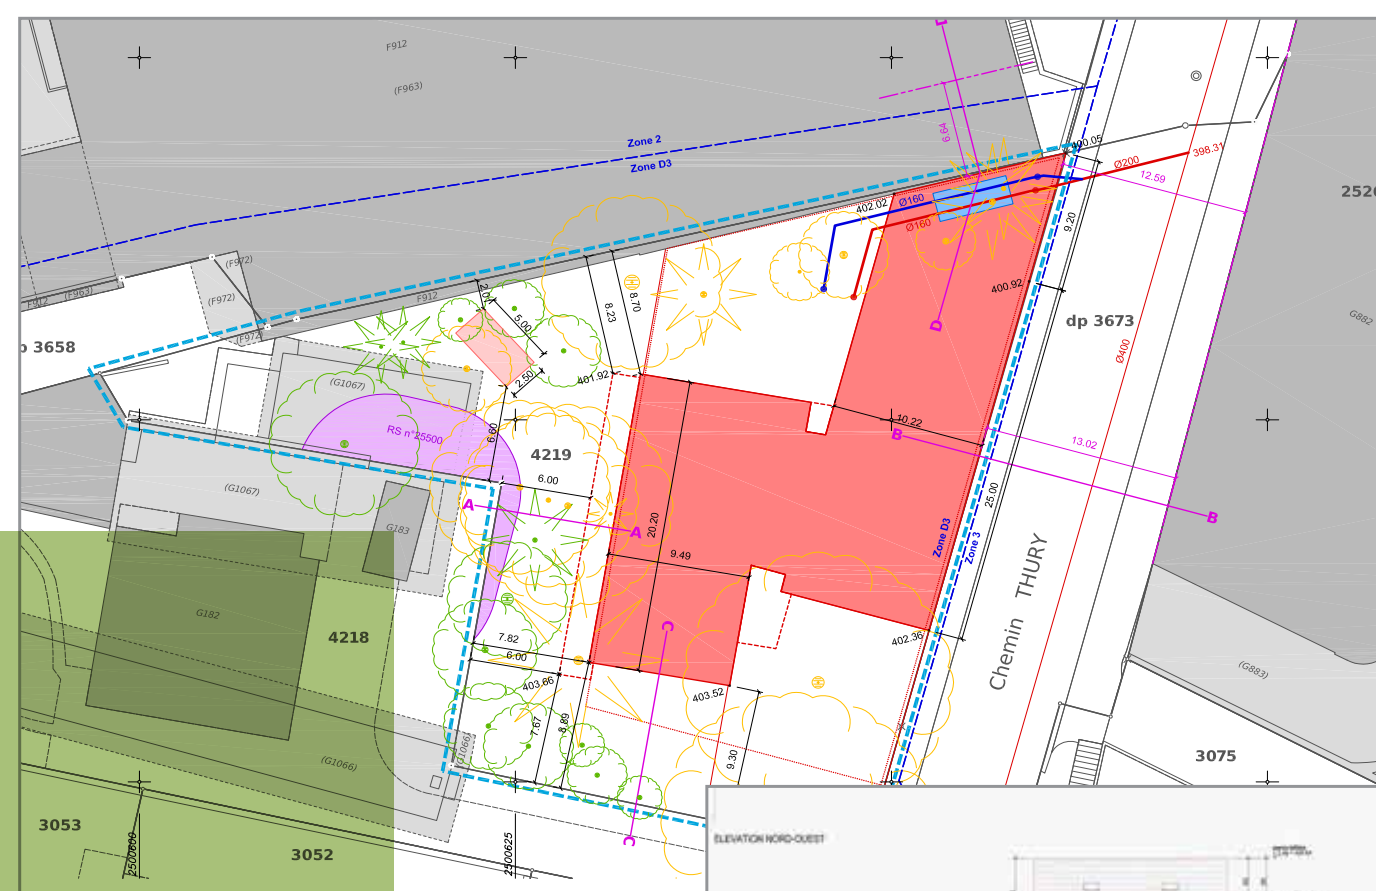 F912
(F963)
Zone 2
Zone D3
6.64
400.05
Ø200
398.31
12.59
2520
402.02
Ø160
Ø160
9.20
D
400.92
dp 3673
G882
(F972)
(F972)
(F972)
F912
(F963)
F912
3658
2.00
5.00
2.50
8.23
8.70
401.92
(G1067)
RS n°25500
6.60
4219
6.00
10.22
B
13.02
Ø400
25.00
B
(G1067)
G183
A
A
20.20
9.49
Zone D3
Zone 3
Chemin THURY
G182
4218
C
7.82
6.00
403.66
402.36
403.52
7.67
8.89
9.30
(G883)
(G1066)
(G1066)
3075
3053
2500600
3052
2500625
C
ELEVATION NORD-OUEST